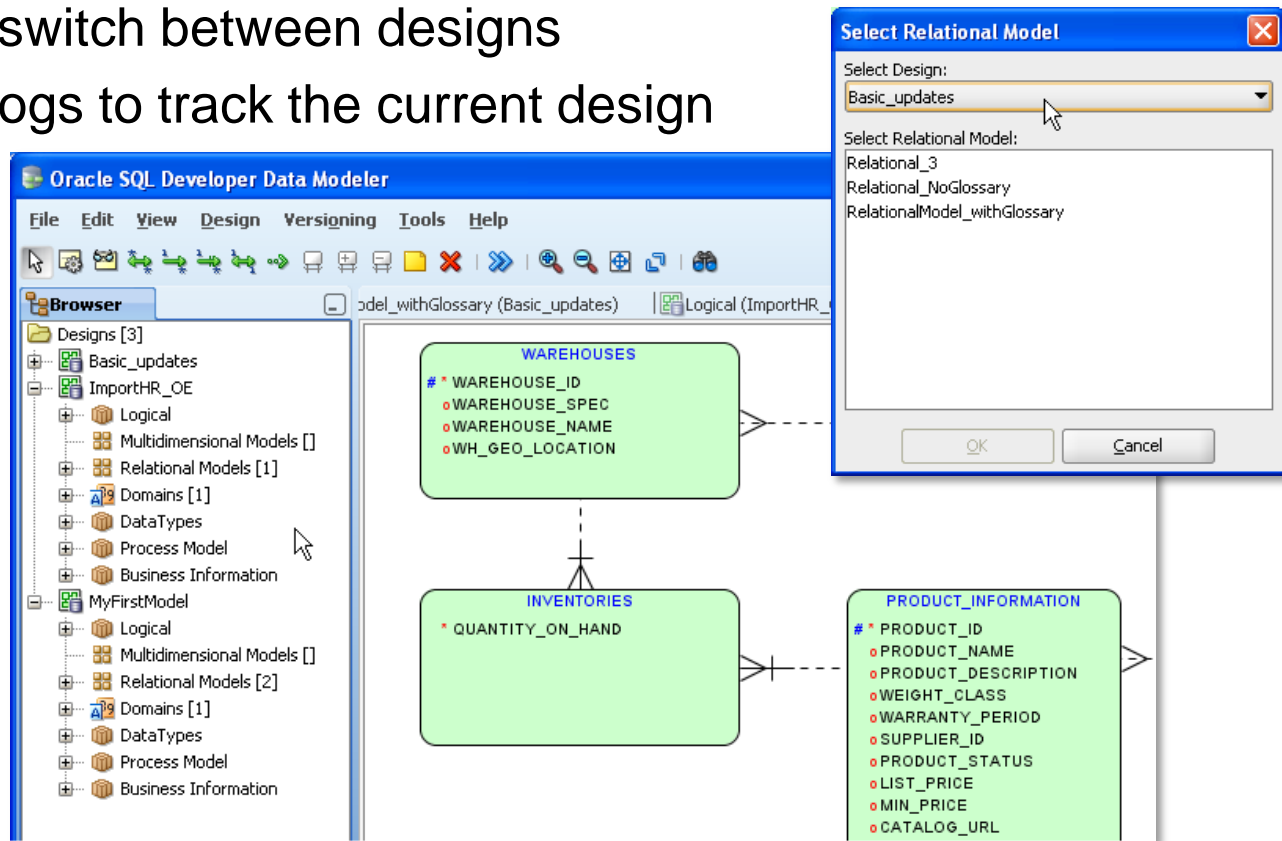 switch between designs
ogs to track the current design
Select Relational Model
Select Design:
Basic_updates
Select Relational Model:
Relational_3
Relational_NoGlossary
RelationalModel_withGlossary
OK
Cancel
Oracle SQL Developer Data Modeler
File Edit View Design Versioning Tools Help
Browser
odel_withGlossary (Basic_updates)
Logical (ImportHR_
Designs [3]
Basic_updates
ImportHR_OE
Logical
Multidimensional Models []
Relational Models [1]
Domains [1]
DataTypes
Process Model
Business Information
MyFirstModel
Logical
Multidimensional Models []
Relational Models [2]
Domains [1]
DataTypes
Process Model
Business Information
WAREHOUSES
# * WAREHOUSE_ID
o WAREHOUSE_SPEC
o WAREHOUSE_NAME
o WH_GEO_LOCATION
INVENTORIES
* QUANTITY_ON_HAND
PRODUCT_INFORMATION
# * PRODUCT_ID
o PRODUCT_NAME
o PRODUCT_DESCRIPTION
o WEIGHT_CLASS
o WARRANTY_PERIOD
o SUPPLIER_ID
o PRODUCT_STATUS
o LIST_PRICE
o MIN_PRICE
o CATALOG_URL